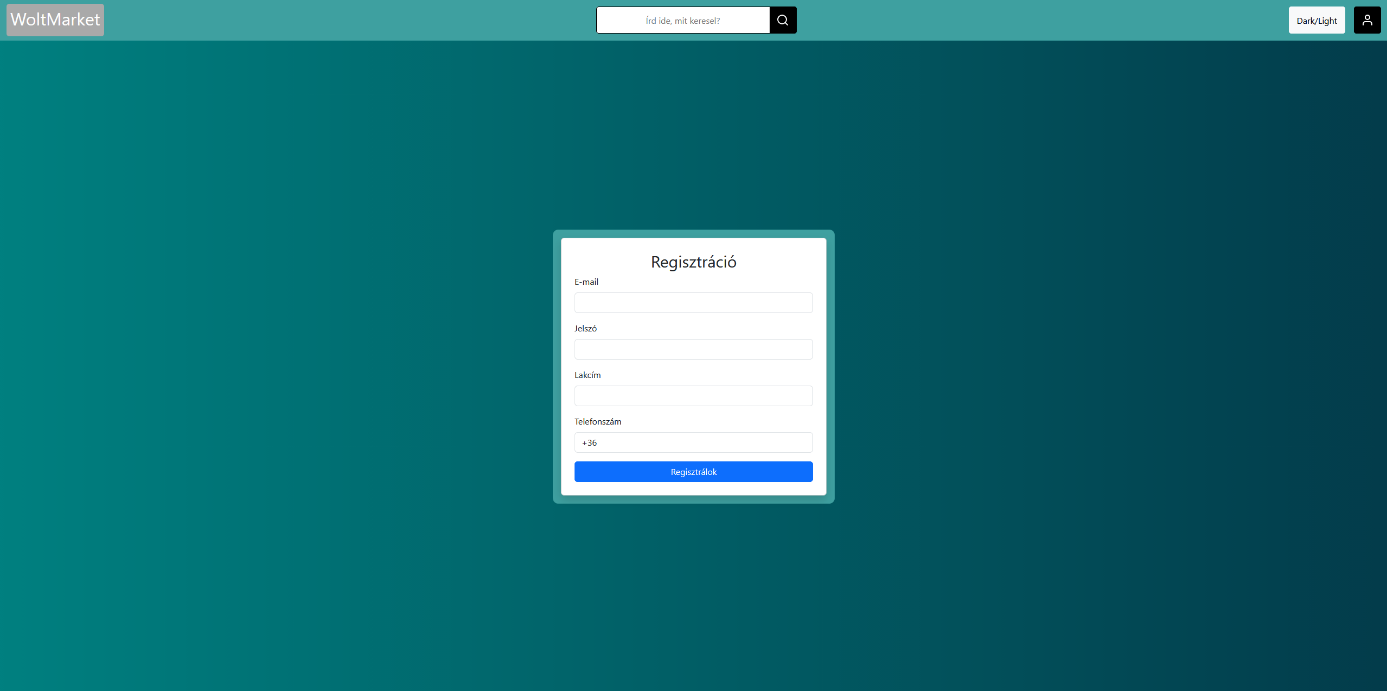 WoltMarket
Írd ide, mit keresel?
Dark/Light
Regisztráció
E-mail
Jelszó
Lakcím
Telefonszám
+36
Regisztrálok